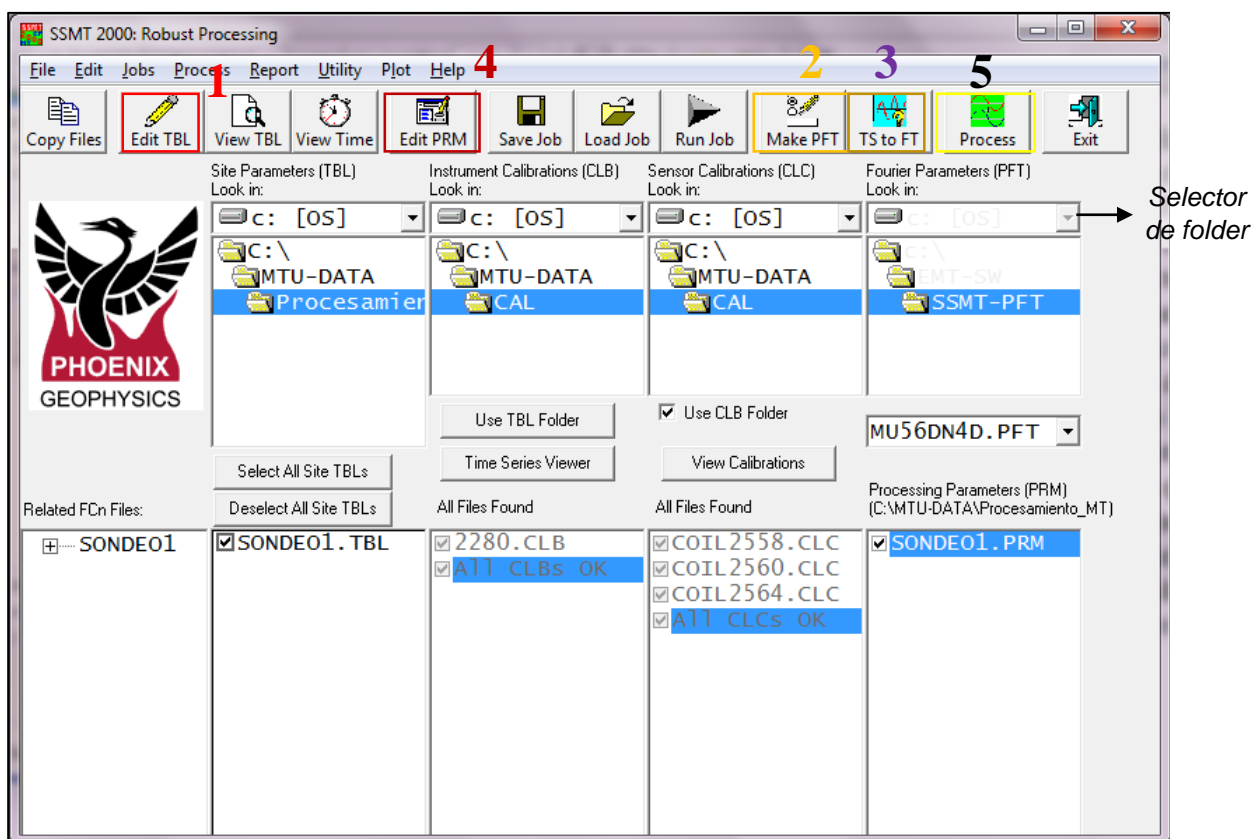 SSMT 2000: Robust Processing
File Edit Jobs Process Report Utility Plot Help
1 4 2 3 5
Copy Files Edit TBL View TBL View Time Edit PRM Save Job Load Job Run Job Make PFT TS to FT Process Exit
Site Parameters (TBL) Instrument Calibrations (CLB) Sensor Calibrations (CLC) Fourier Parameters (PFT)
Look in: Look in: Look in: Look in:
c: [OS] c: [OS] c: [OS] c: [OS]
Selector
de folder
C:\ C:\ C:\ C:\
MTU-DATA MTU-DATA MTU-DATA EMT-SW
Procesamier CAL CAL SSMT-PFT
PHOENIX
GEOPHYSICS
Use TBL Folder Use CLB Folder MU56DN4D.PFT
Select All Site TBLs Time Series Viewer View Calibrations
Processing Parameters (PRM)
Related FCn Files: Deselect All Site TBLs All Files Found All Files Found (C:\MTU-DATA\Procesamiento_MT)
SONDEO1 SONDEO1.TBL 2280.CLB COIL2558.CLC SONDEO1.PRM
All CLBs OK COIL2560.CLC
COIL2564.CLC
All CLCs OK